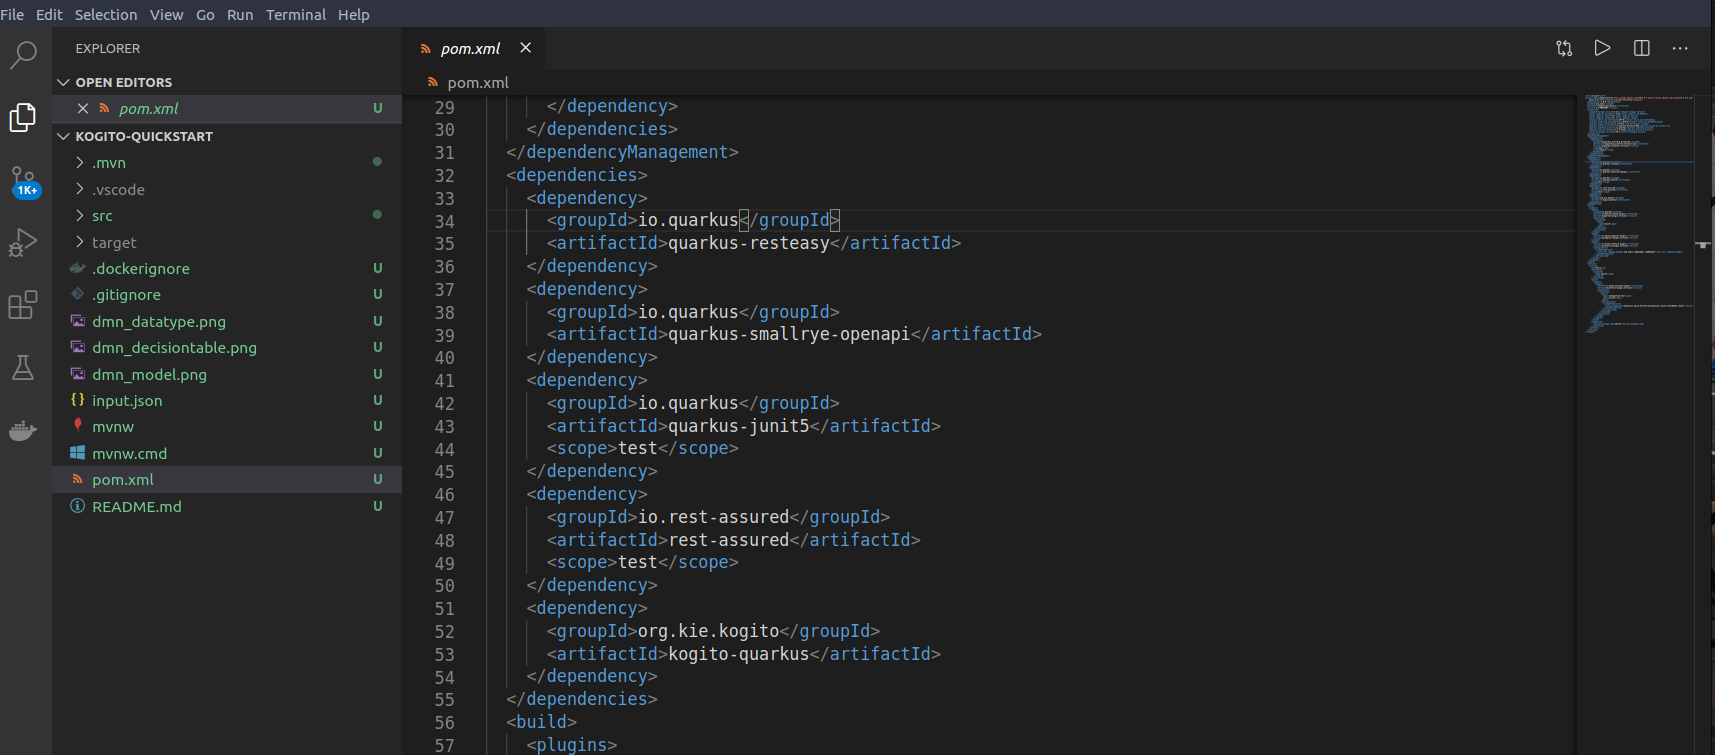 File Edit Selection View Go Run Terminal Help
EXPLORER
OPEN EDITORS
pom.xml U
KOGITO-QUICKSTART
.mvn
.vscode
src
target
.dockerignore U
.gitignore U
dmn_datatype.png U
dmn_decisiontable.png U
dmn_model.png U
input.json U
mvnw U
mvnw.cmd U
pom.xml U
README.md U
1K+
pom.xml
pom.xml
29 </dependency>
30 </dependencies>
31 </dependencyManagement>
32 <dependencies>
33 <dependency>
34 <groupId>io.quarkus</groupId>
35 <artifactId>quarkus-resteasy</artifactId>
36 </dependency>
37 <dependency>
38 <groupId>io.quarkus</groupId>
39 <artifactId>quarkus-smallrye-openapi</artifactId>
40 </dependency>
41 <dependency>
42 <groupId>io.quarkus</groupId>
43 <artifactId>quarkus-junit5</artifactId>
44 <scope>test</scope>
45 </dependency>
46 <dependency>
47 <groupId>io.rest-assured</groupId>
48 <artifactId>rest-assured</artifactId>
49 <scope>test</scope>
50 </dependency>
51 <dependency>
52 <groupId>org.kie.kogito</groupId>
53 <artifactId>kogito-quarkus</artifactId>
54 </dependency>
55 </dependencies>
56 <build>
57 <plugins>